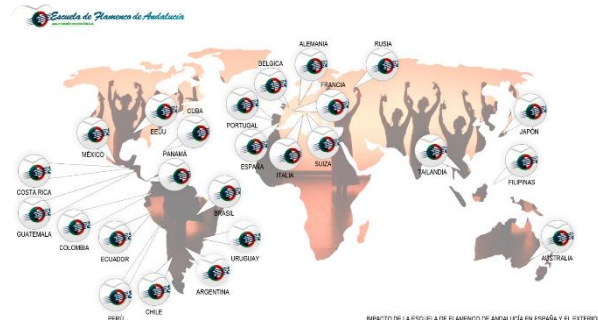 Escuela de Flamenco de Andalucía
ALEMANIA
RUSIA
BELGICA
FRANCIA
CUBA
EEUU
PORTUGAL
MÉXICO
PANAMÁ
ESPAÑA
ITALIA
SUIZA
TAILANDIA
JAPÓN
FILIPINAS
COSTA RICA
GUATEMALA
COLOMBIA
ECUADOR
BRASIL
URUGUAY
ARGENTINA
CHILE
PERÚ
AUSTRALIA
IMPACTO DE LA ESCUELA DE FLAMENCO DE ANDALUCÍA EN ESPAÑA Y EL EXTERIOR